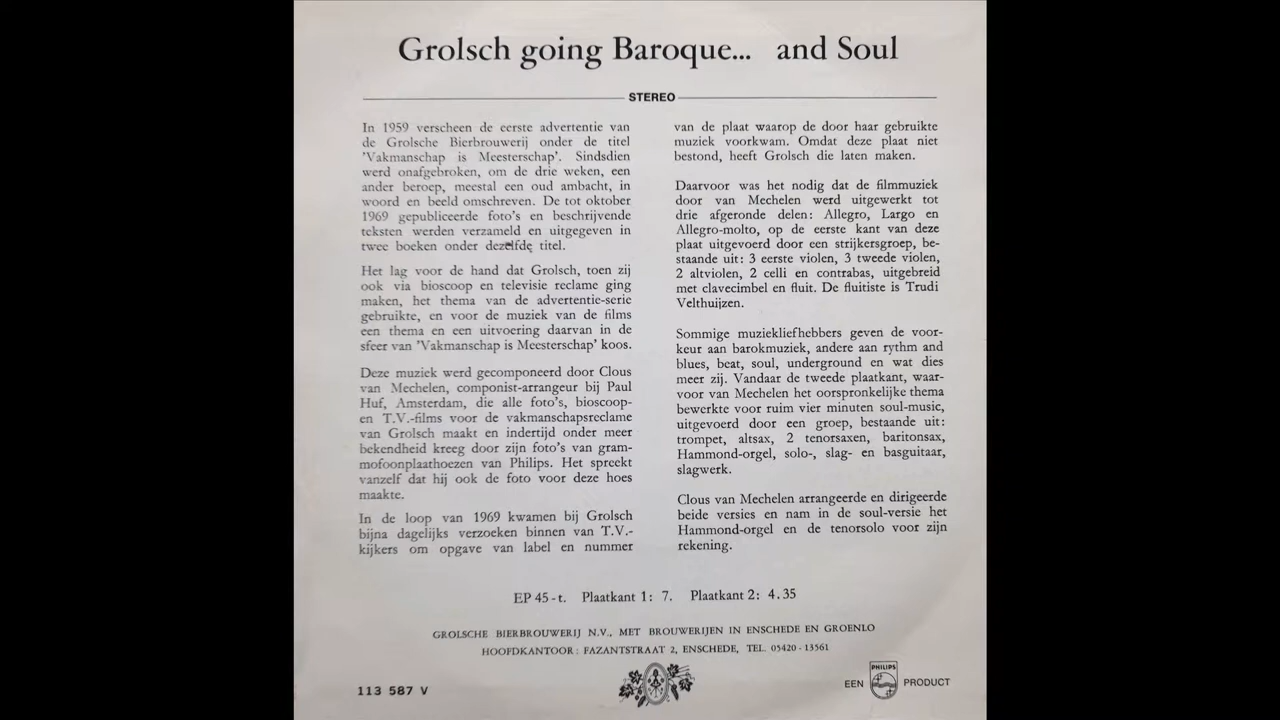 Grolsch going Baroque... and Soul
STEREO
In 1959 verscheen de eerste advertentie van
de Grolsche Bierbrouwerij onder de titel
'Vakmanschap is Meesterschap'. Sindsdien
werd onafgebroken, om de drie weken, een
ander beroep, meestal een oud ambacht, in
woord en beeld omschreven. De tot oktober
1969 gepubliceerde foto's en beschrijvende
teksten werden verzameld en uitgegeven in
twee boeken onder dezelfde titel.
Het lag voor de hand dat Grolsch, toen zij
ook via bioscoop en televisie reclame ging
maken, het thema van de advertentie-serie
gebruikte, en voor de muziek van de films
een thema en een uitvoering daarvan in de
sfeer van 'Vakmanschap is Meesterschap' koos.
Deze muziek werd gecomponeerd door Clous
van Mechelen, componist-arrangeur bij Paul
Huf, Amsterdam, die alle foto's, bioscoop-
en T.V.-films voor de vakmanschapsreclame
van Grolsch maakt en indertijd onder meer
bekendheid kreeg door zijn foto's van gram-
mofoonplaathoezen van Philips. Het spreekt
vanzelf dat hij ook de foto voor deze hoes
maakte.
In de loop van 1969 kwamen bij Grolsch
bijna dagelijks verzoeken binnen van T.V.-
kijkers om opgave van label en nummer
van de plaat waarop de door haar gebruikte
muziek voorkwam. Omdat deze plaat niet
bestond, heeft Grolsch die laten maken.
Daarvoor was het nodig dat de filmmuziek
door van Mechelen werd uitgewerkt tot
drie afgeronde delen: Allegro, Largo en
Allegro-molto, op de eerste kant van deze
plaat uitgevoerd door een strijkersgroep, be-
staande uit: 3 eerste violen, 3 tweede violen,
2 altviolen, 2 celli en contrabas, uitgebreid
met clavecimbel en fluit. De fluitiste is Trudi
Velthuijzen.
Sommige muziekliefhebbers geven de voor-
keur aan barokmuziek, andere aan rythm and
blues, beat, soul, underground en wat dies
meer zij. Vandaar de tweede plaatkant, waar-
voor van Mechelen het oorspronkelijke thema
bewerkte voor ruim vier minuten soul-music,
uitgevoerd door een groep, bestaande uit:
trompet, altsax, 2 tenorsaxen, baritonsax,
Hammond-orgel, solo-, slag- en basguitaar,
slagwerk.
Clous van Mechelen arrangeerde en dirigeerde
beide versies en nam in de soul-versie het
Hammond-orgel en de tenorsolo voor zijn
rekening.
EP 45-t. Plaatkant 1: 7. Plaatkant 2: 4.35
GROLSCHE BIERBROUWERIJ N.V., MET BROUWERIJEN IN ENSCHEDE EN GROENLO
HOOFDKANTOOR: FAZANTSTRAAT 2, ENSCHEDE, TEL. 05420-13561
113 587 V
EEN PHILIPS PRODUCT